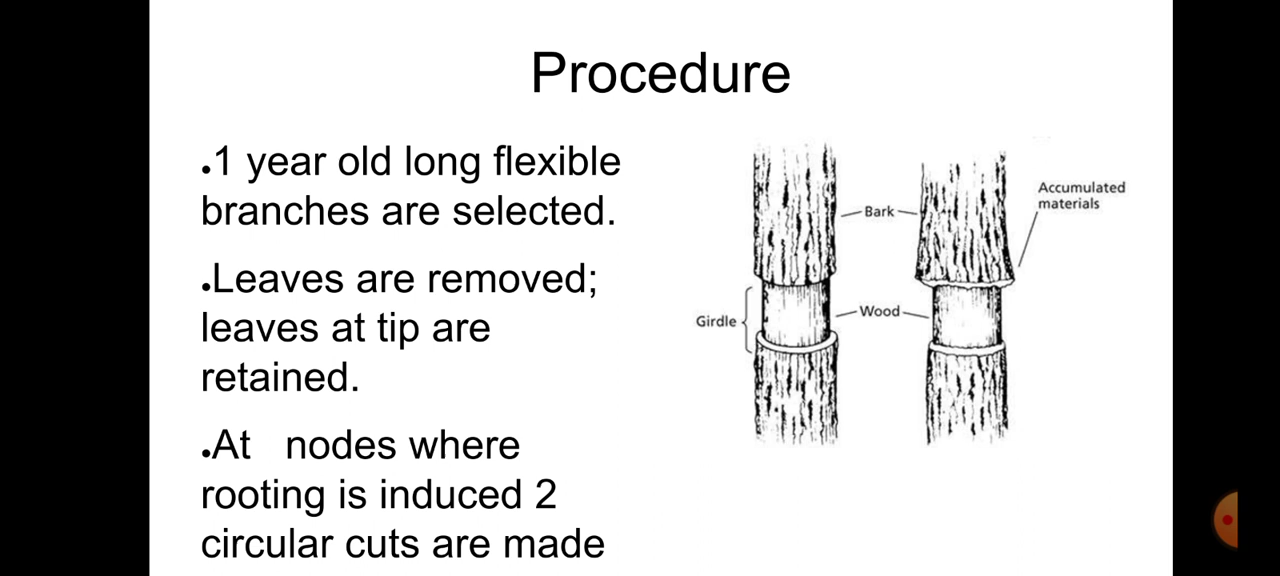 Procedure
•1 year old long flexible
branches are selected.
•Leaves are removed;
leaves at tip are
retained.
•At   nodes where
rooting is induced 2
circular cuts are made
Bark
Accumulated
materials
Girdle
Wood